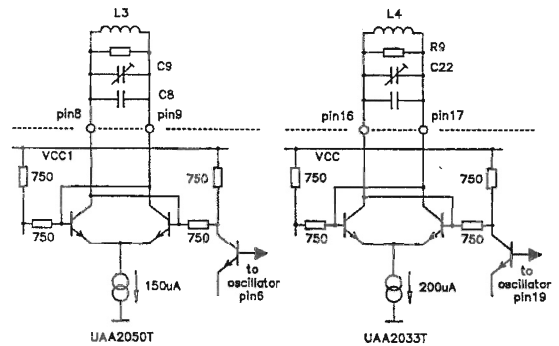 L3
C9
C8
pin8
pin9
VCC1
750
750
750
750
150uA
to
oscillator
pin6
UAA2050T
L4
R9
C22
pin16
pin17
VCC
750
750
750
750
200uA
to
oscillator
pin19
UAA2033T